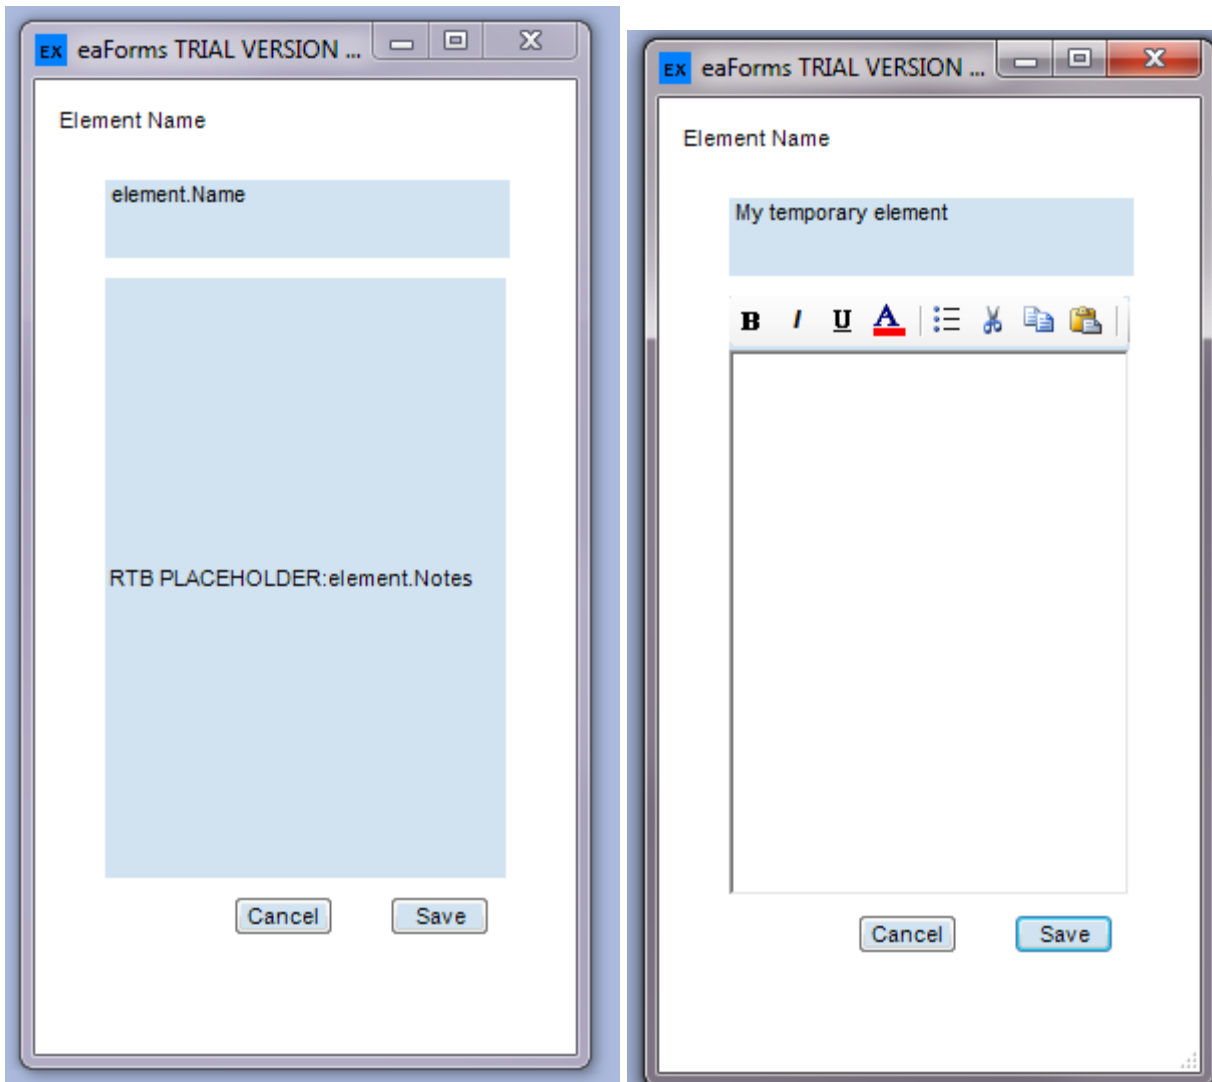 EX eaForms TRIAL VERSION ...
Element Name
element.Name
RTB PLACEHOLDER:element.Notes
Cancel Save
EX eaForms TRIAL VERSION ...
Element Name
My temporary element
B I U A
Cancel Save